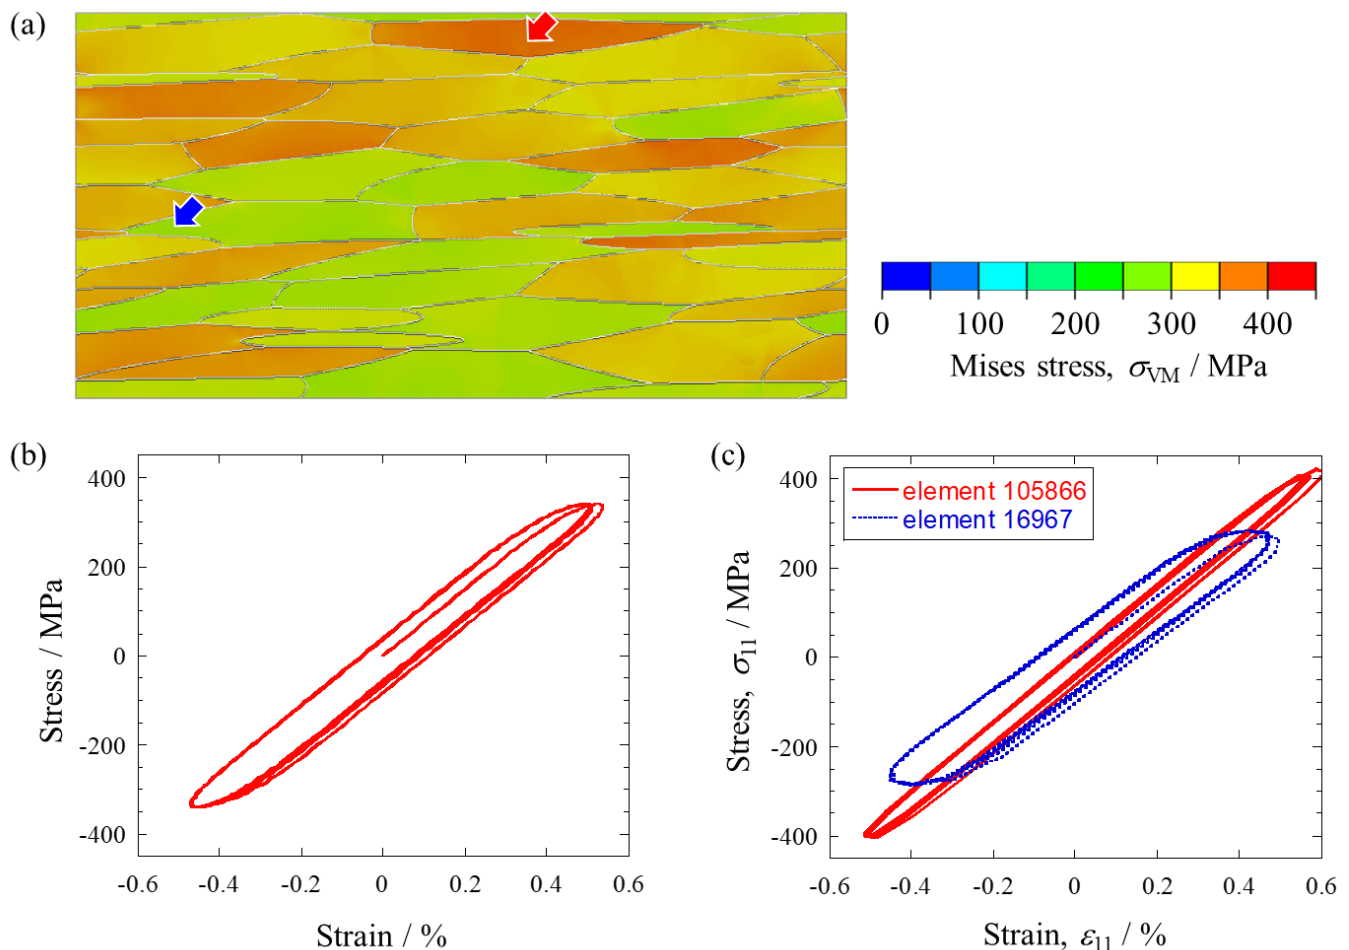 (a)
0 100 200 300 400
Mises stress, σVM / MPa
(b)
400
200
0
-200
-400
Stress / MPa
-0.6 -0.4 -0.2 0 0.2 0.4 0.6
Strain / %
(c)
element 105866
element 16967
400
200
0
-200
-400
Stress, σ11 / MPa
-0.6 -0.4 -0.2 0 0.2 0.4 0.6
Strain, ε11 / %